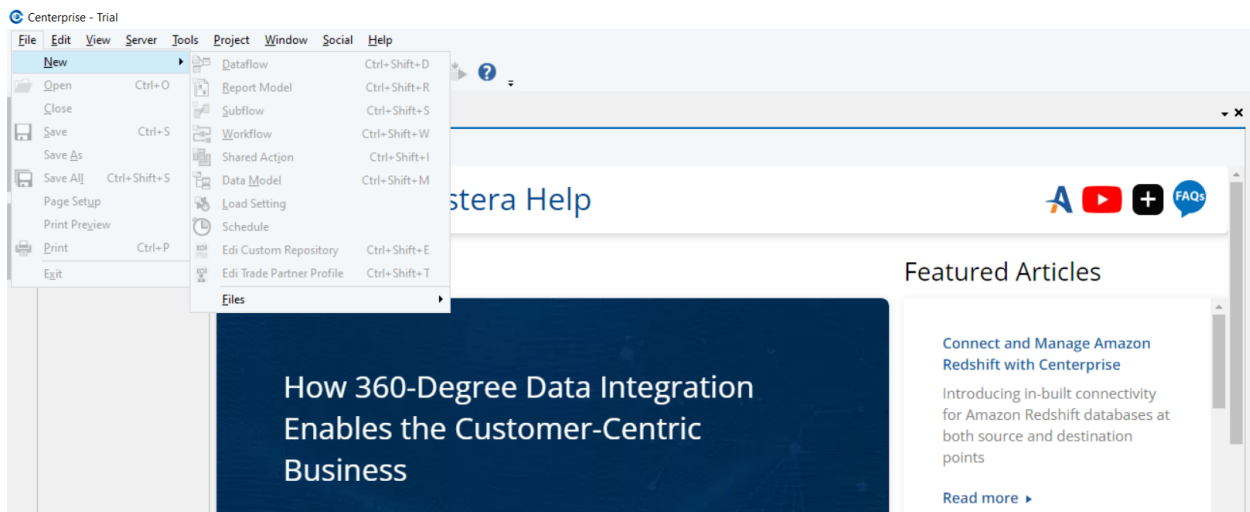 Centerprise - Trial
File Edit View Server Tools Project Window Social Help
New
Open Ctrl+O
Close
Save Ctrl+S
Save As
Save All Ctrl+Shift+S
Page Setup
Print Preview
Print Ctrl+P
Exit
Dataflow Ctrl+Shift+D
Report Model Ctrl+Shift+R
Subflow Ctrl+Shift+S
Workflow Ctrl+Shift+W
Shared Action Ctrl+Shift+I
Data Model Ctrl+Shift+M
Load Setting
Schedule
Edi Custom Repository Ctrl+Shift+E
Edi Trade Partner Profile Ctrl+Shift+T
Files
stera Help
FAQs
How 360-Degree Data Integration
Enables the Customer-Centric
Business
Featured Articles
Connect and Manage Amazon
Redshift with Centerprise
Introducing in-built connectivity
for Amazon Redshift databases at
both source and destination
points
Read more